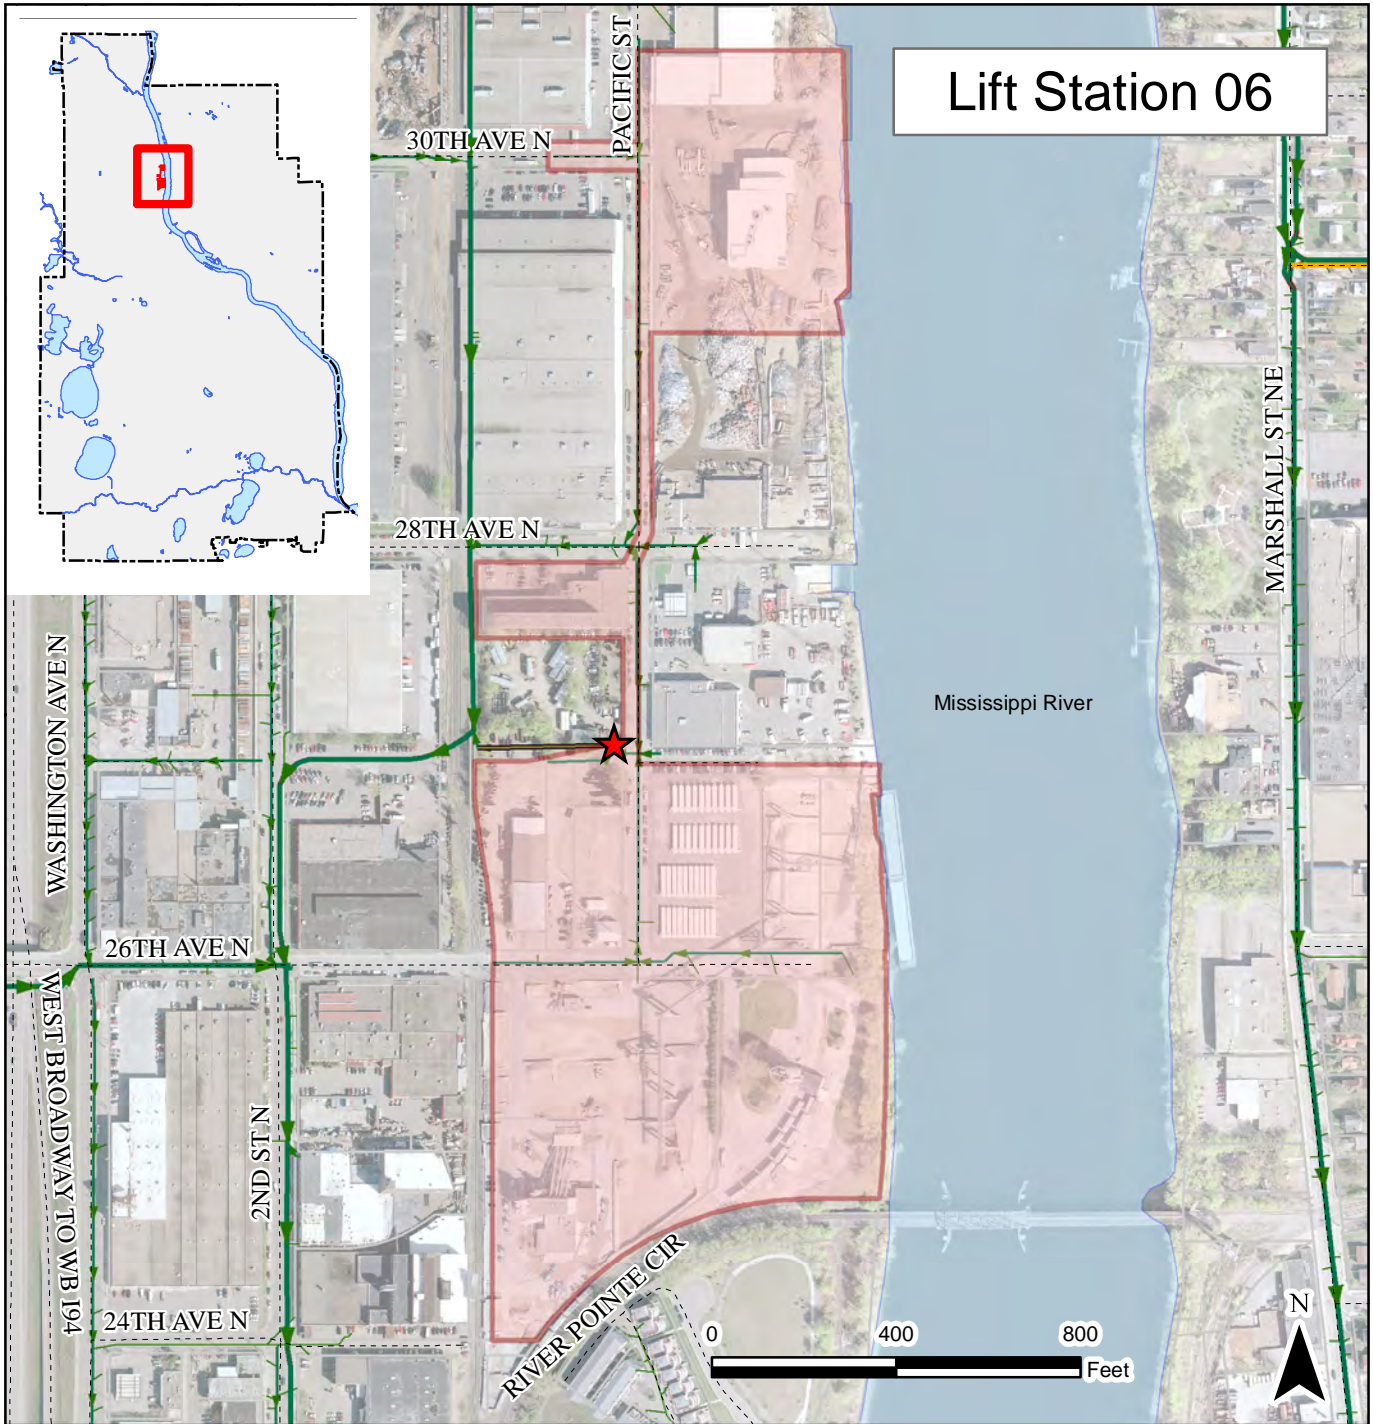 Lift Station 06
PACIFIC ST
30TH AVE N
28TH AVE N
MARSHALL ST NE
WASHINGTON AVE N
Mississippi River
26TH AVE N
WEST BROADWAY TO WB I94
2ND ST N
24TH AVE N
RIVER POINTE CIR
N
0 400 800
Feet